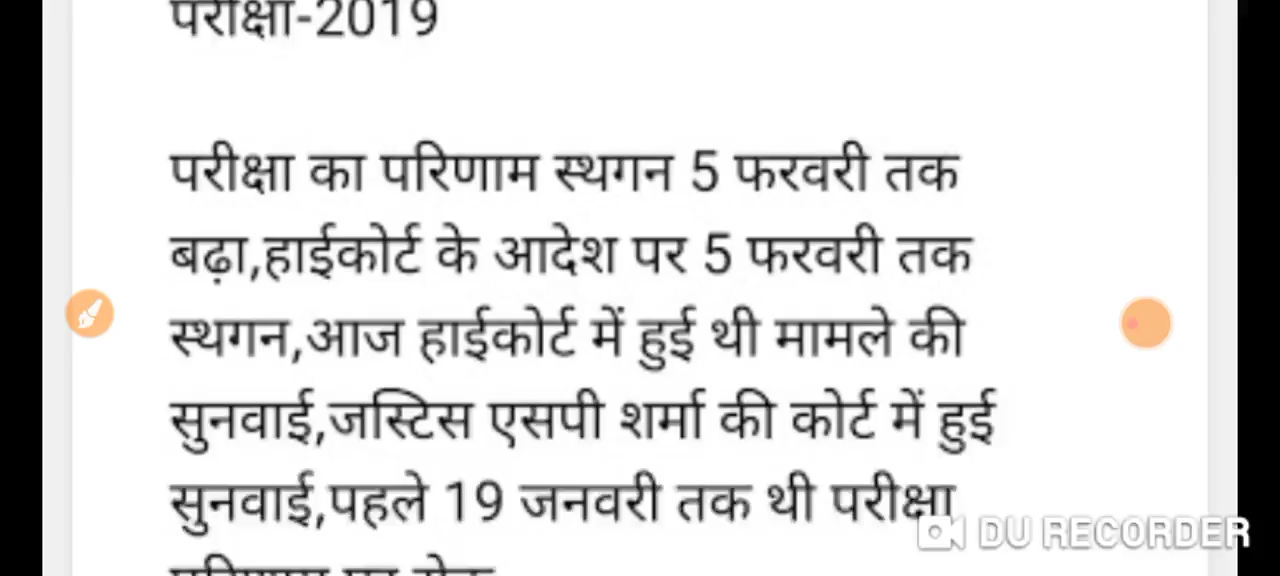 परीक्षा-2019
परीक्षा का परिणाम स्थगन 5 फरवरी तक
बढ़ा,हाईकोर्ट के आदेश पर 5 फरवरी तक
स्थगन,आज हाईकोर्ट में हुई थी मामले की
सुनवाई,जस्टिस एसपी शर्मा की कोर्ट में हुई
सुनवाई,पहले 19 जनवरी तक थी परीक्षा
DU RECORDER